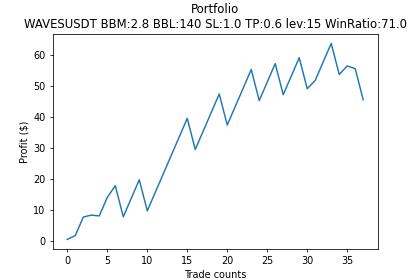 Portfolio
WAVESUSDT BBM:2.8 BBL:140 SL:1.0 TP:0.6 lev:15 WinRatio:71.0
60
50
40
30
20
10
0
Profit ($)
0 5 10 15 20 25 30 35
Trade counts